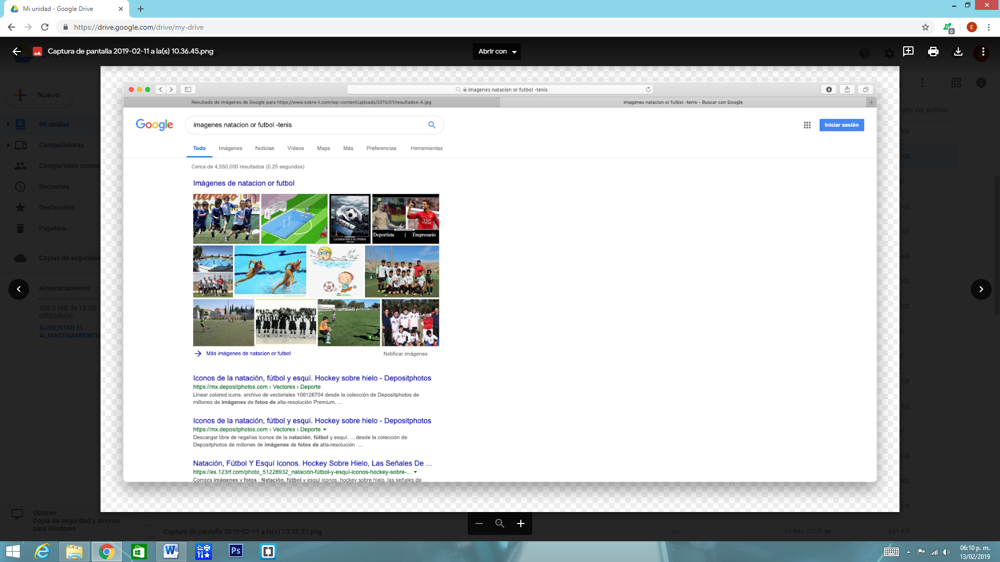 Mi unidad - Google Drive
https://drive.google.com/drive/my-drive
E
0
Captura de pantalla 2019-02-11 a la(s) 10.36.45.png
Abrir con
Nuevo
Mi unidad
Computadoras
Compartidos conmi
Recientes
Destacados
Papelera
Copias de seguridad
Almacenamiento
408.5 MB de 15 GB
utilizado(s)
AUMENTAR EL
ALMACENAMIENTO
Obtener
Copia de seguridad y sincron
para Windows
año del archivo
imagenes natacion or futbol -tenis
Resultado de imágenes de Google para https://www.sobre-t.com/wp-content/uploads/2015/01/resultados-A.jpg
imagenes natacion or futbol -tenis - Buscar con Google
Google
imagenes natacion or futbol -tenis
Iniciar sesión
Todo Imágenes Noticias Vídeos Maps Más Preferencias Herramientas
Cerca de 4,550,000 resultados (0.25 segundos)
Imágenes de natacion or futbol
LA NATACION Y EL FUTBOL
AIG
Deportista | Empresario
Más imágenes de natacion or futbol
Notificar imágenes
Iconos de la natación, fútbol y esquí. Hockey sobre hielo - Depositphotos
https://mx.depositphotos.com › Vectores › Deporte
Linear colored icons. archivo de vectoriales 106126704 desde la colección de Depositphotos de
millones de imágenes de fotos de alta-resolución Premium, ...
Iconos de la natación, fútbol y esquí. Hockey sobre hielo - Depositphotos
https://mx.depositphotos.com › Vectores › Deporte
Descargar libre de regalías Iconos de la natación, fútbol y esquí. ... desde la colección de
Depositphotos de millones de imágenes de fotos de alta-resolución ...
Natación, Fútbol Y Esquí Iconos. Hockey Sobre Hielo, Las Señales De ...
https://es.123rf.com/photo_51228932_natación-fútbol-y-esquí-iconos-hockey-sobre-...
Compra imágenes y fotos : Natación, fútbol y esquí iconos. hockey sobre hielo, las señales de
Captura de pantalla 2019-02-11 a la(s) 10.35.27.png
yo
11 feb. 2019 yo
341 KB
W
Ps
06:10 p. m.
13/02/2019